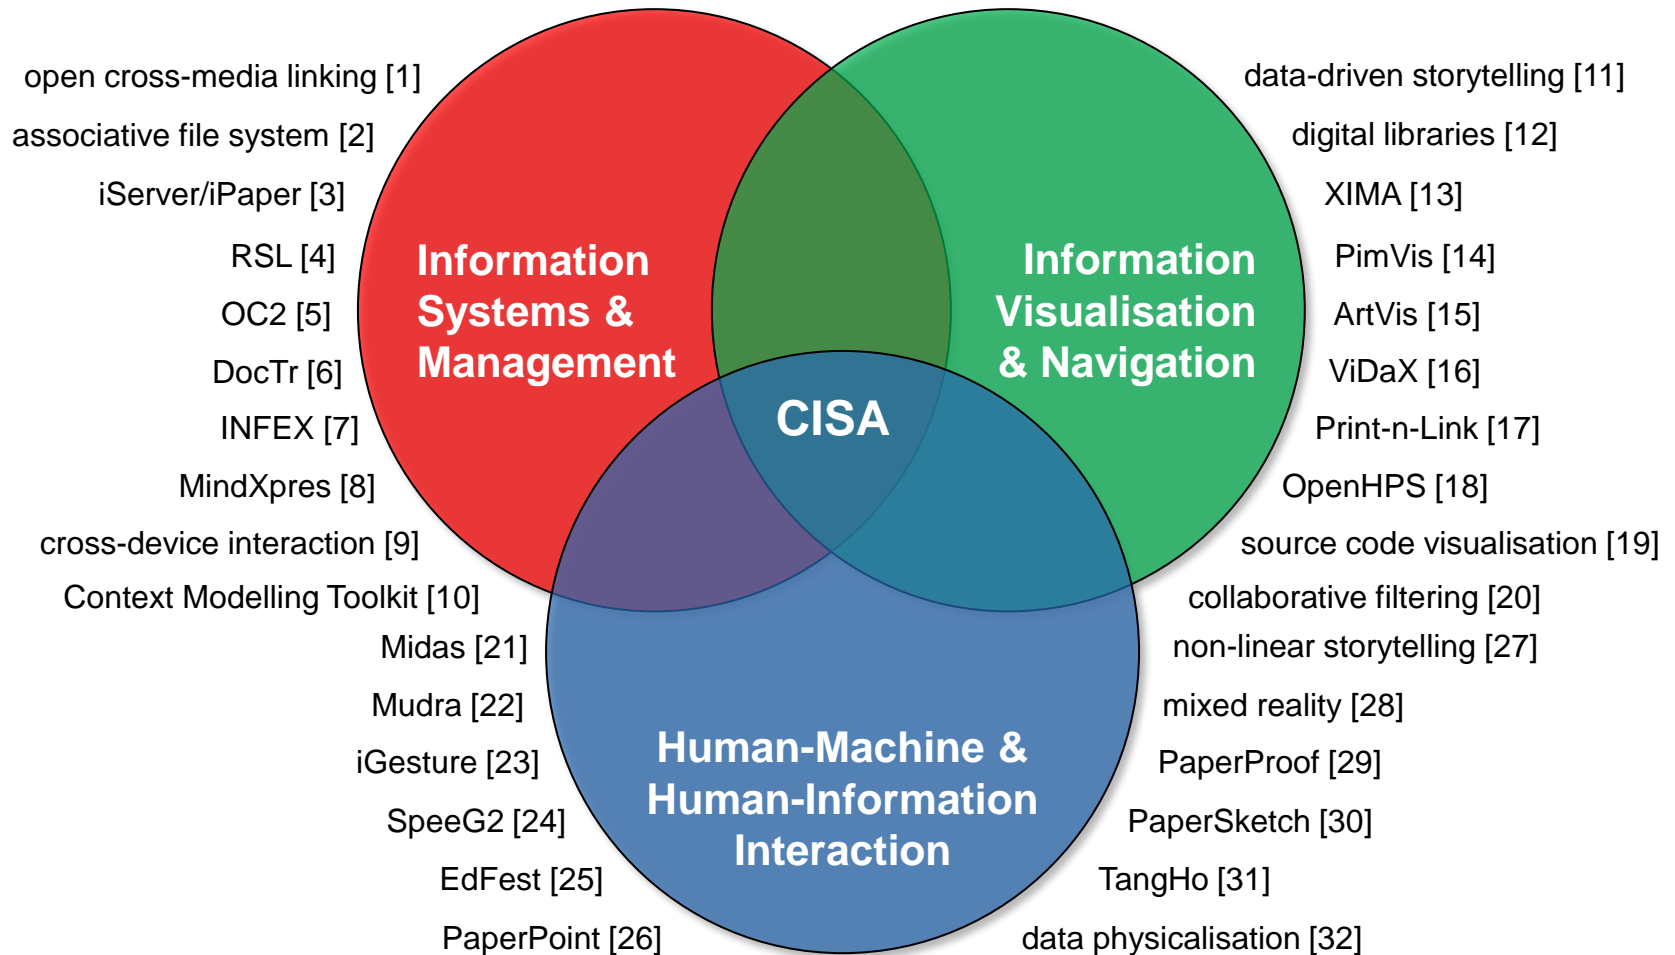 open cross-media linking [1]
associative file system [2]
iServer/iPaper [3]
RSL [4]
OC2 [5]
DocTr [6]
INFEX [7]
MindXpres [8]
cross-device interaction [9]
Context Modelling Toolkit [10]
Information
Systems &
Management
Information
Visualisation
& Navigation
CISA
data-driven storytelling [11]
digital libraries [12]
XIMA [13]
PimVis [14]
ArtVis [15]
ViDaX [16]
Print-n-Link [17]
OpenHPS [18]
source code visualisation [19]
collaborative filtering [20]
Midas [21]
Mudra [22]
iGesture [23]
SpeeG2 [24]
EdFest [25]
PaperPoint [26]
Human-Machine &
Human-Information
Interaction
non-linear storytelling [27]
mixed reality [28]
PaperProof [29]
PaperSketch [30]
TangHo [31]
data physicalisation [32]